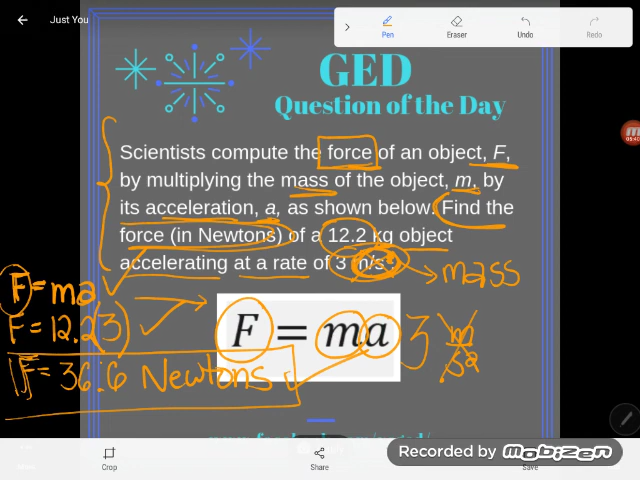 Just You
Pen
Eraser
Undo
Redo
GED
Question of the Day
Scientists compute the force of an object, F,
by multiplying the mass of the object, m, by
its acceleration, a, as shown below. Find the
force (in Newtons) of a 12.2 kg object
accelerating at a rate of 3 m/s
mass
F = ma
F = 12.2(3)
F = 36.6 Newtons
F = ma
3 m/s²
Crop
Share
Save
Recorded by mobizen